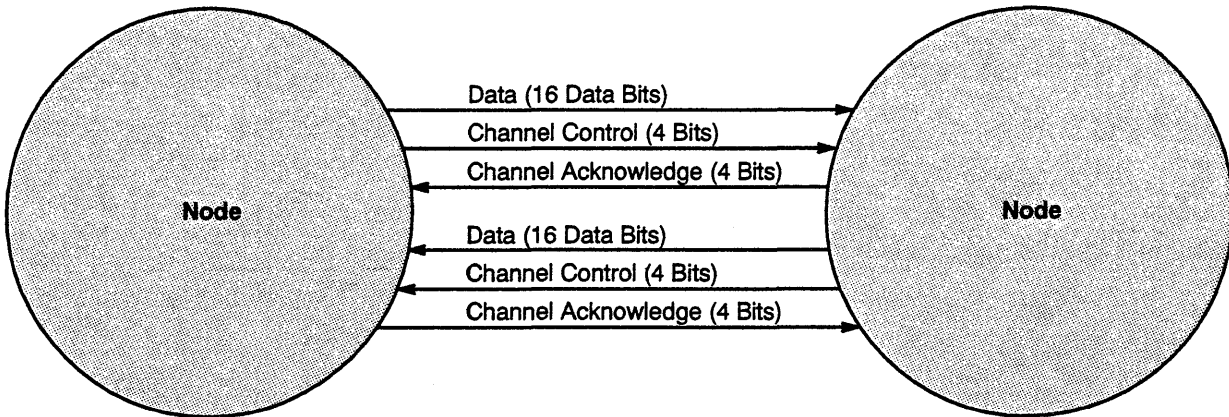 Data (16 Data Bits)
Channel Control (4 Bits)
Channel Acknowledge (4 Bits)
Node
Node
Data (16 Data Bits)
Channel Control (4 Bits)
Channel Acknowledge (4 Bits)